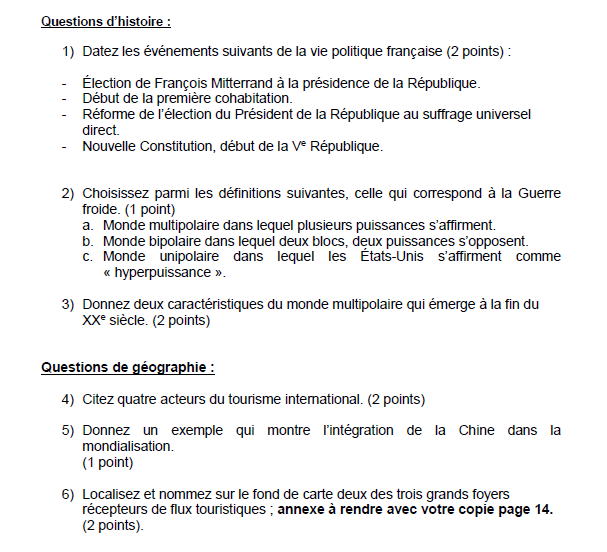 Questions d'histoire :
1) Datez les événements suivants de la vie politique française (2 points) :
- Élection de François Mitterrand à la présidence de la République.
- Début de la première cohabitation.
- Réforme de l'élection du Président de la République au suffrage universel
direct.
- Nouvelle Constitution, début de la Ve République.
2) Choisissez parmi les définitions suivantes, celle qui correspond à la Guerre
froide. (1 point)
a. Monde multipolaire dans lequel plusieurs puissances s'affirment.
b. Monde bipolaire dans lequel deux blocs, deux puissances s'opposent.
c. Monde unipolaire dans lequel les États-Unis s'affirment comme
« hyperpuissance ».
3) Donnez deux caractéristiques du monde multipolaire qui émerge à la fin du
XXe siècle. (2 points)
Questions de géographie :
4) Citez quatre acteurs du tourisme international. (2 points)
5) Donnez un exemple qui montre l'intégration de la Chine dans la
mondialisation.
(1 point)
6) Localisez et nommez sur le fond de carte deux des trois grands foyers
récepteurs de flux touristiques ; annexe à rendre avec votre copie page 14.
(2 points).